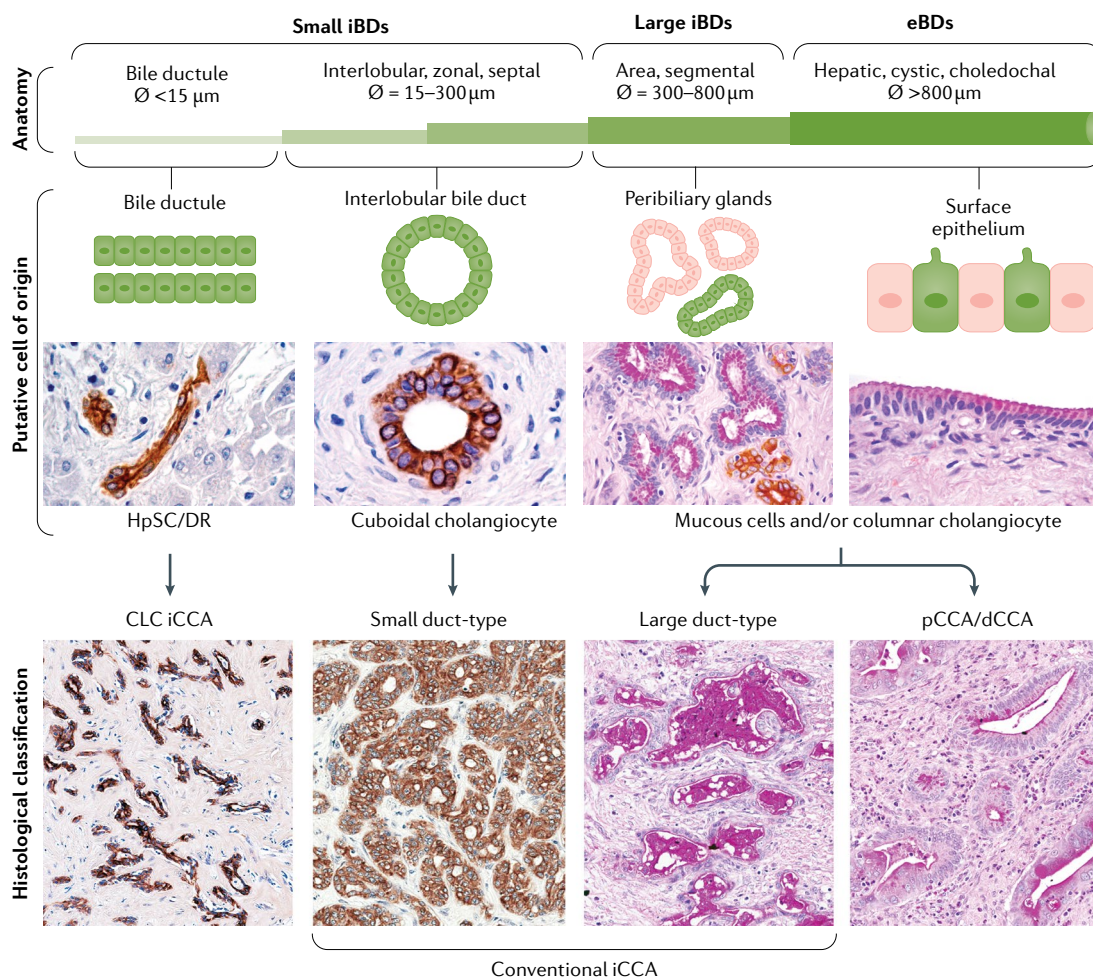 Small iBDs
Large iBDs
eBDs
Anatomy
Bile ductule
Ø <15 μm
Interlobular, zonal, septal
Ø = 15–300 μm
Area, segmental
Ø = 300–800 μm
Hepatic, cystic, choledochal
Ø >800 μm
Putative cell of origin
Bile ductule
Interlobular bile duct
Peribiliary glands
Surface
epithelium
HpSC/DR
Cuboidal cholangiocyte
Mucous cells and/or columnar cholangiocyte
Histological classification
CLC iCCA
Small duct-type
Large duct-type
pCCA/dCCA
Conventional iCCA